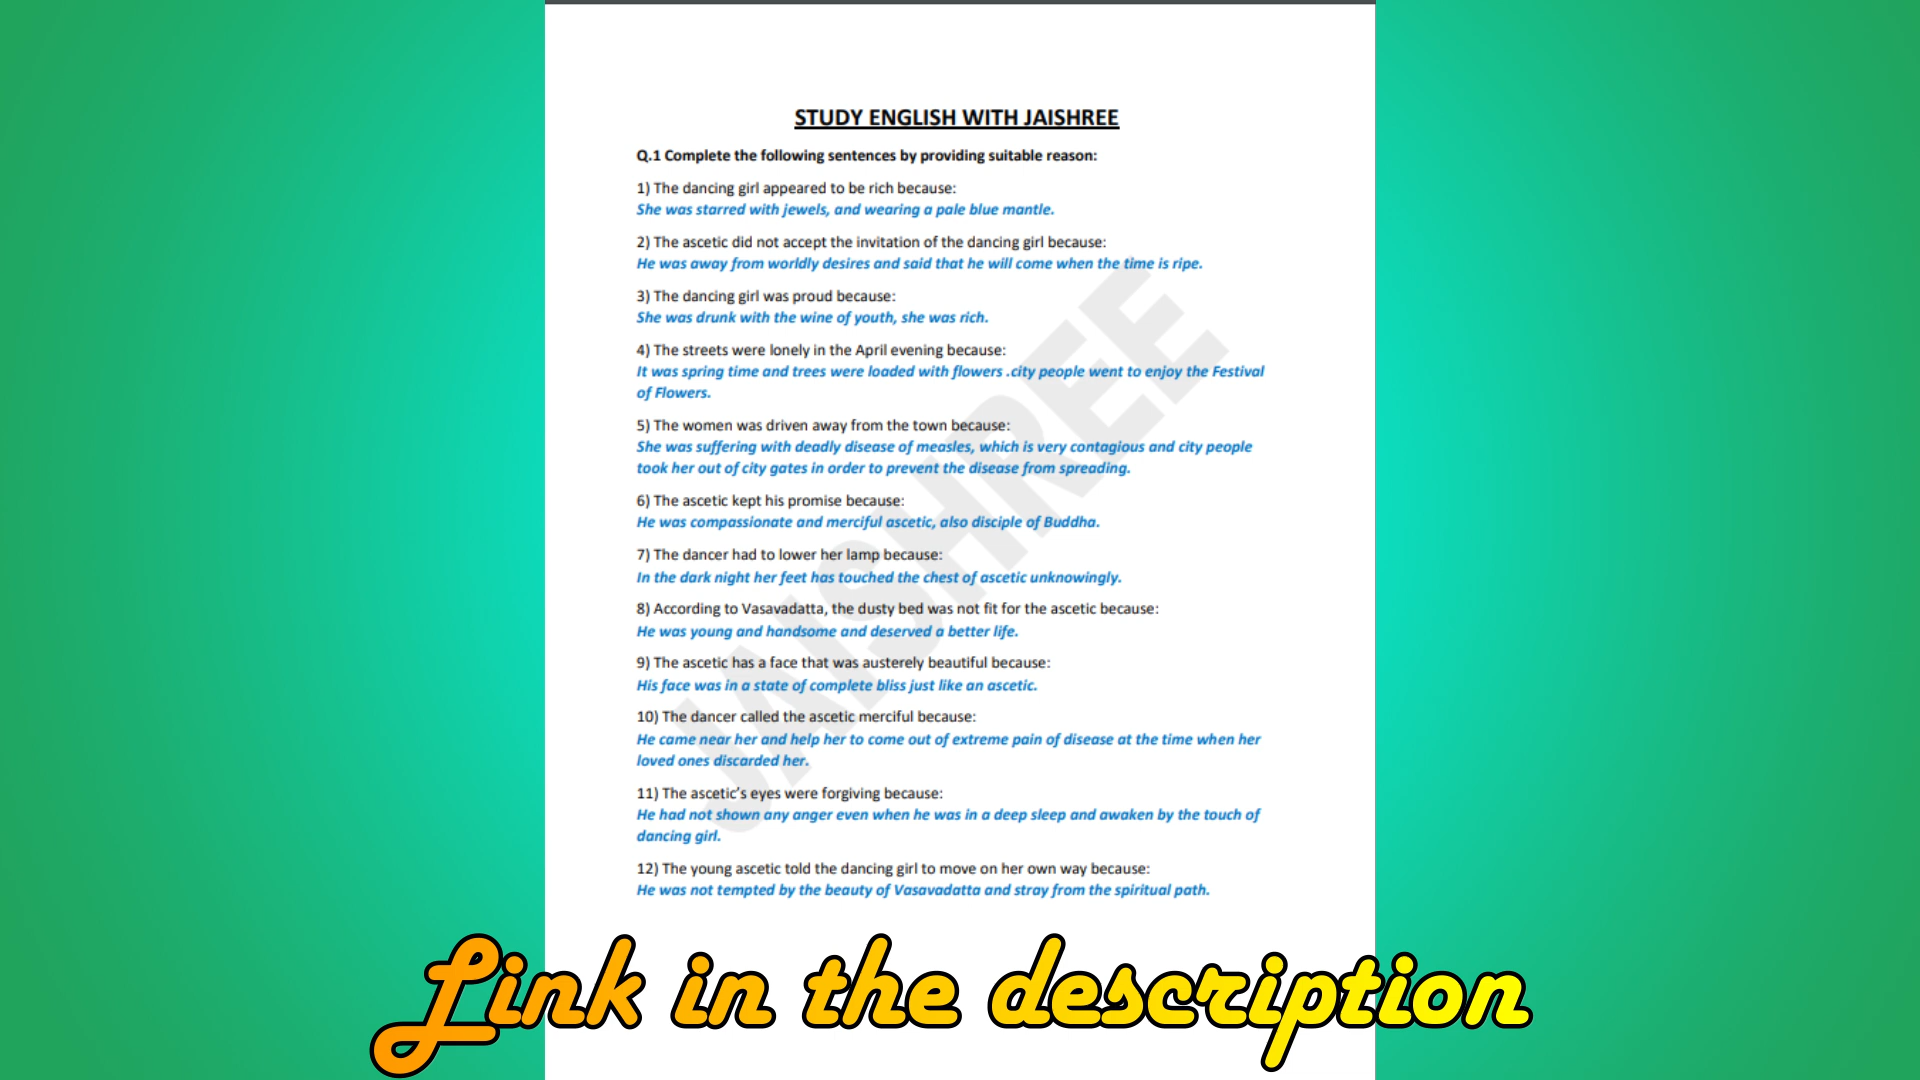 STUDY ENGLISH WITH JAISHREE
Q.1 Complete the following sentences by providing suitable reason:
1) The dancing girl appeared to be rich because:
She was starred with jewels, and wearing a pale blue mantle.
2) The ascetic did not accept the invitation of the dancing girl because:
He was away from worldly desires and said that he will come when the time is ripe.
3) The dancing girl was proud because:
She was drunk with the wine of youth, she was rich.
4) The streets were lonely in the April evening because:
It was spring time and trees were loaded with flowers .city people went to enjoy the Festival
of Flowers.
5) The women was driven away from the town because:
She was suffering with deadly disease of measles, which is very contagious and city people
took her out of city gates in order to prevent the disease from spreading.
6) The ascetic kept his promise because:
He was compassionate and merciful ascetic, also disciple of Buddha.
7) The dancer had to lower her lamp because:
In the dark night her feet has touched the chest of ascetic unknowingly.
8) According to Vasavadatta, the dusty bed was not fit for the ascetic because:
He was young and handsome and deserved a better life.
9) The ascetic has a face that was austerely beautiful because:
His face was in a state of complete bliss just like an ascetic.
10) The dancer called the ascetic merciful because:
He came near her and help her to come out of extreme pain of disease at the time when her
loved ones discarded her.
11) The ascetic’s eyes were forgiving because:
He had not shown any anger even when he was in a deep sleep and awaken by the touch of
dancing girl.
12) The young ascetic told the dancing girl to move on her own way because:
He was not tempted by the beauty of Vasavadatta and stray from the spiritual path.
JAISHREE
Link in the description